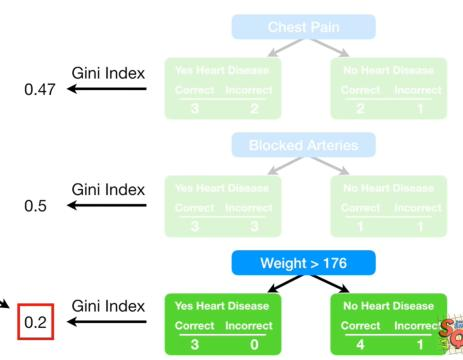 Chest Pain
Gini Index
0.47
Yes Heart Disease
Correct Incorrect
3 2
No Heart Disease
Correct Incorrect
2 1
Blocked Arteries
Gini Index
0.5
Yes Heart Disease
Correct Incorrect
3 3
No Heart Disease
Correct Incorrect
1 1
Weight > 176
Gini Index
0.2
Yes Heart Disease
Correct Incorrect
3 0
No Heart Disease
Correct Incorrect
4 1